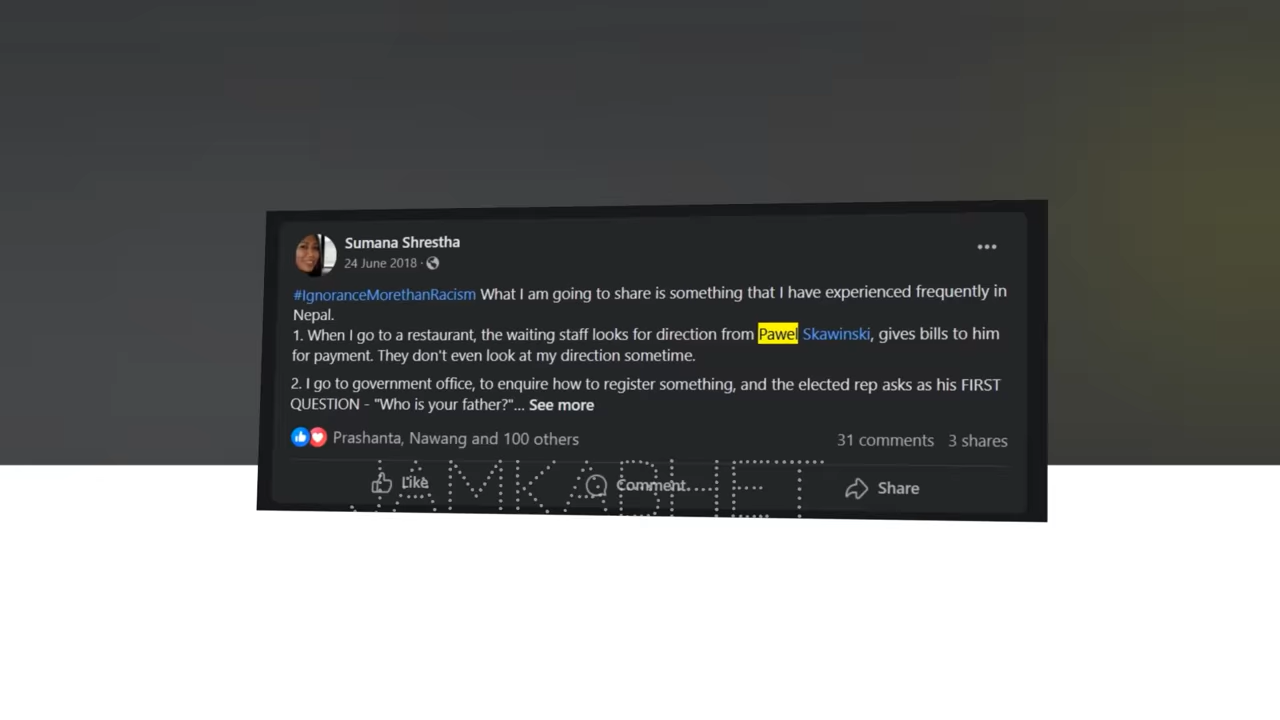 Sumana Shrestha
24 June 2018 ·
#IgnoranceMorethanRacism What I am going to share is something that I have experienced frequently in
Nepal.
1. When I go to a restaurant, the waiting staff looks for direction from Pawel Skawinski, gives bills to him
for payment. They don't even look at my direction sometime.
2. I go to government office, to enquire how to register something, and the elected rep asks as his FIRST
QUESTION - "Who is your father?"... See more
Prashanta, Nawang and 100 others 31 comments 3 shares
Like Comment Share
JAMKABHET